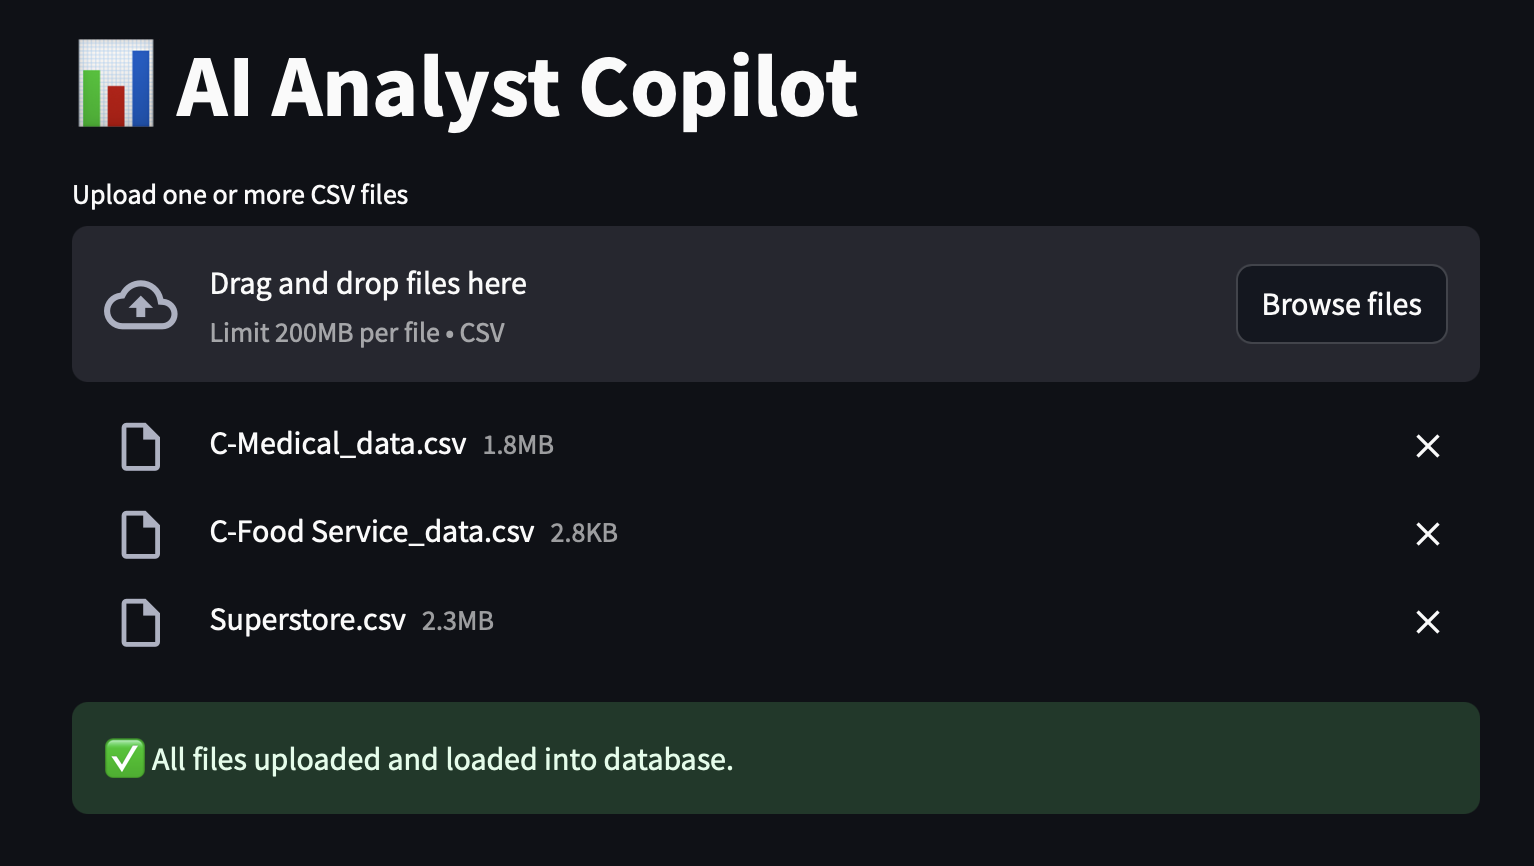 AI Analyst Copilot
Upload one or more CSV files
Drag and drop files here
Limit 200MB per file • CSV
Browse files
C-Medical_data.csv 1.8MB
C-Food Service_data.csv 2.8KB
Superstore.csv 2.3MB
✅ All files uploaded and loaded into database.